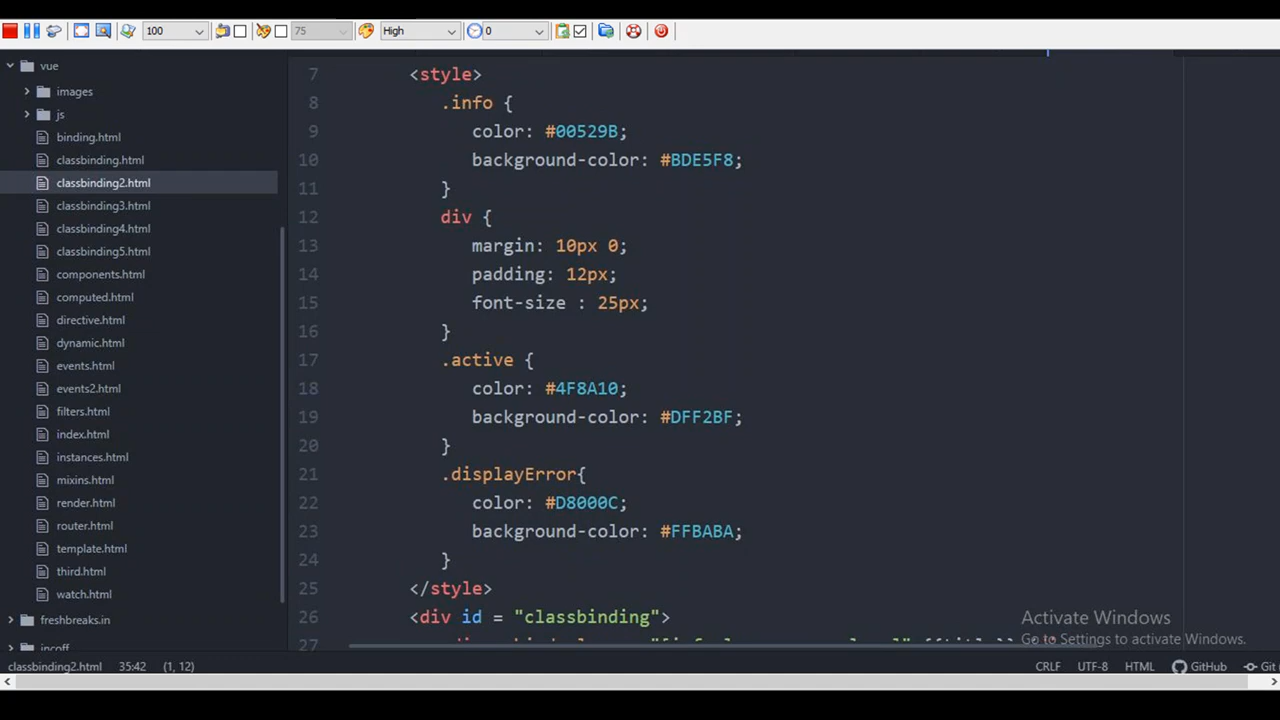 100
75
High
0
vue
images
js
binding.html
classbinding.html
classbinding2.html
classbinding3.html
classbinding4.html
classbinding5.html
components.html
computed.html
directive.html
dynamic.html
events.html
events2.html
filters.html
index.html
instances.html
mixins.html
render.html
router.html
template.html
third.html
watch.html
freshbreaks.in
7 <style>
8 .info {
9 color: #00529B;
10 background-color: #BDE5F8;
11 }
12 div {
13 margin: 10px 0;
14 padding: 12px;
15 font-size : 25px;
16 }
17 .active {
18 color: #4F8A10;
19 background-color: #DFF2BF;
20 }
21 .displayError{
22 color: #D8000C;
23 background-color: #FFBABA;
24 }
25 </style>
26 <div id = "classbinding">
27
Activate Windows
Go to Settings to activate Windows.
classbinding2.html 35:42 (1, 12) CRLF UTF-8 HTML GitHub Git